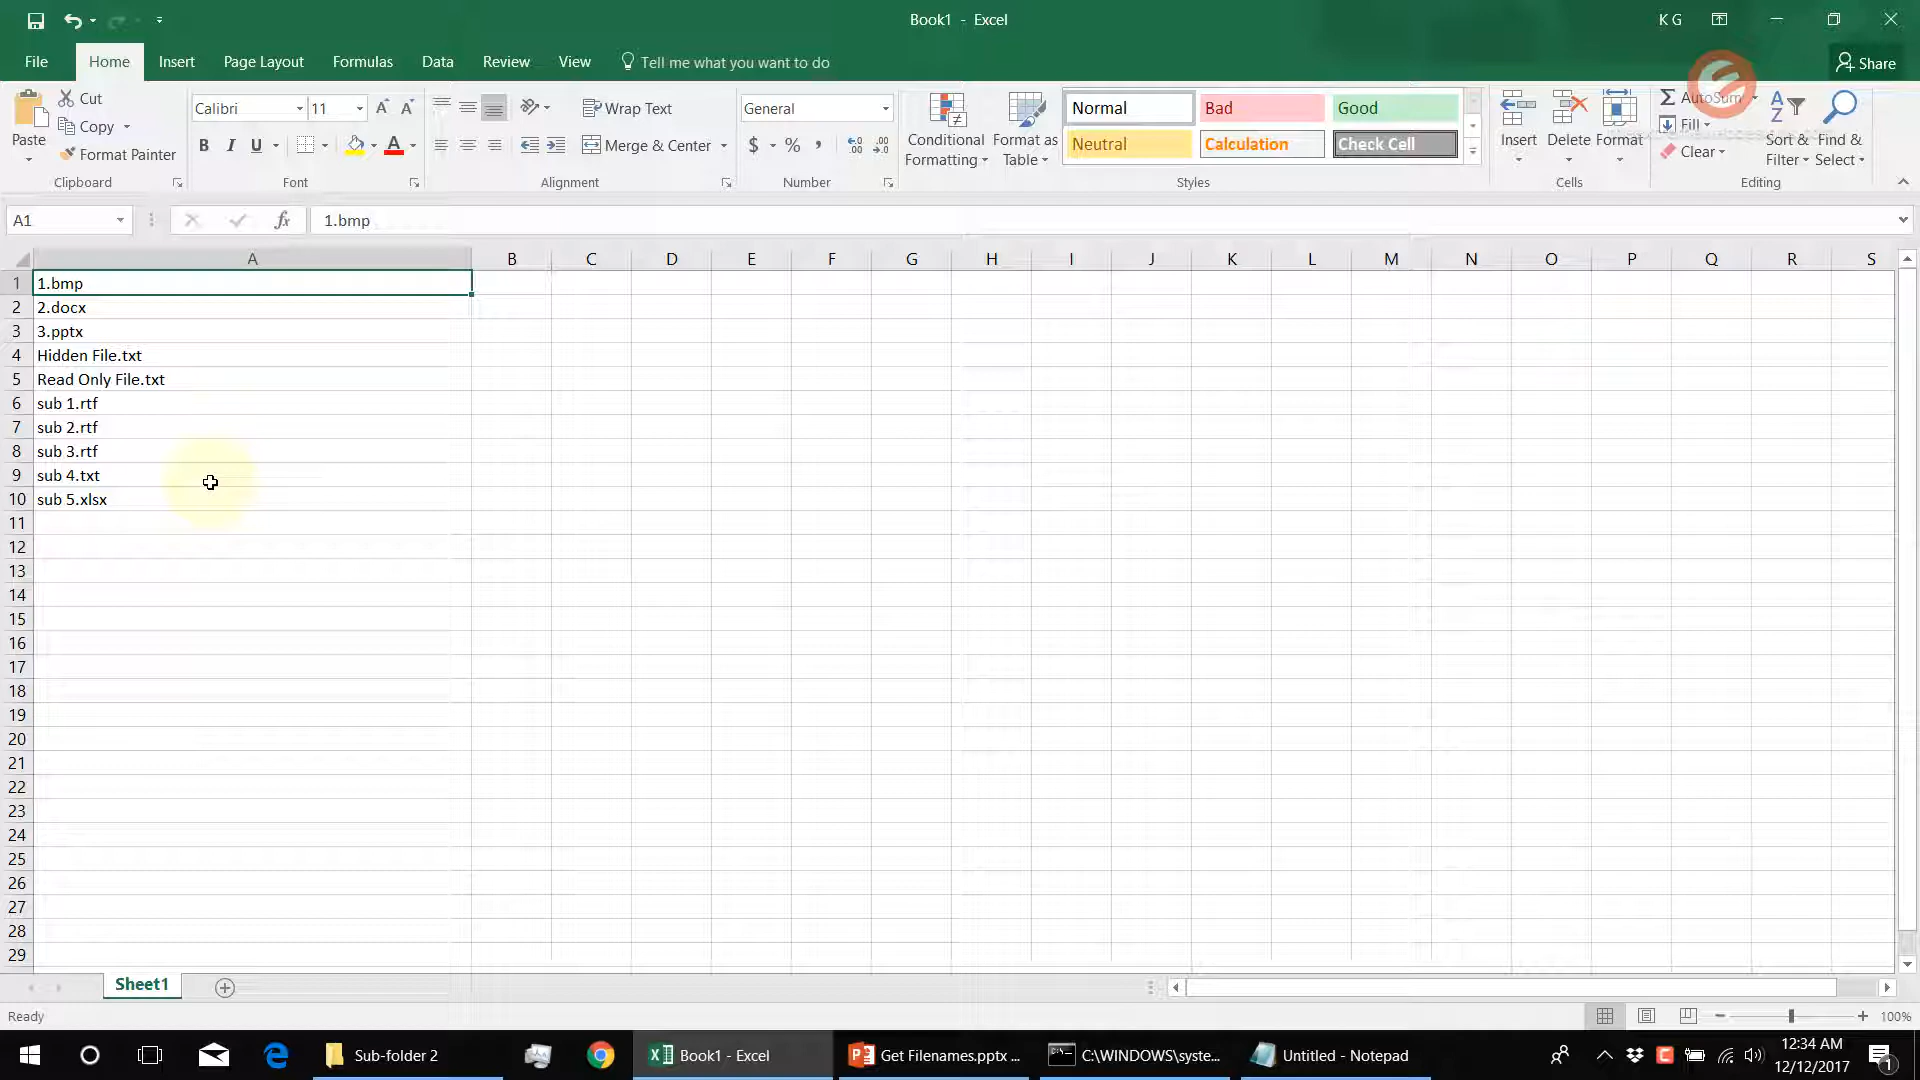 Book1 - Excel
K G
File Home Insert Page Layout Formulas Data Review View Tell me what you want to do
Share
Paste
Cut
Copy
Format Painter
Clipboard
Calibri 11
B I U
Font
Wrap Text
Merge & Center
Alignment
General
$ % ,
Number
Conditional Formatting
Format as Table
Normal Bad Good
Neutral Calculation Check Cell
Styles
Insert Delete Format
Cells
AutoSum
Fill
Clear
Sort & Filter
Find & Select
Editing
A1 fx 1.bmp
A B C D E F G H I J K L M N O P Q R S
1 1.bmp
2 2.docx
3 3.pptx
4 Hidden File.txt
5 Read Only File.txt
6 sub 1.rtf
7 sub 2.rtf
8 sub 3.rtf
9 sub 4.txt
10 sub 5.xlsx
11
12
13
14
15
16
17
18
19
20
21
22
23
24
25
26
27
28
29
Sheet1
Ready
100%
Sub-folder 2
Book1 - Excel
Get Filenames.pptx ...
C:\WINDOWS\syste...
Untitled - Notepad
12:34 AM
12/12/2017
1